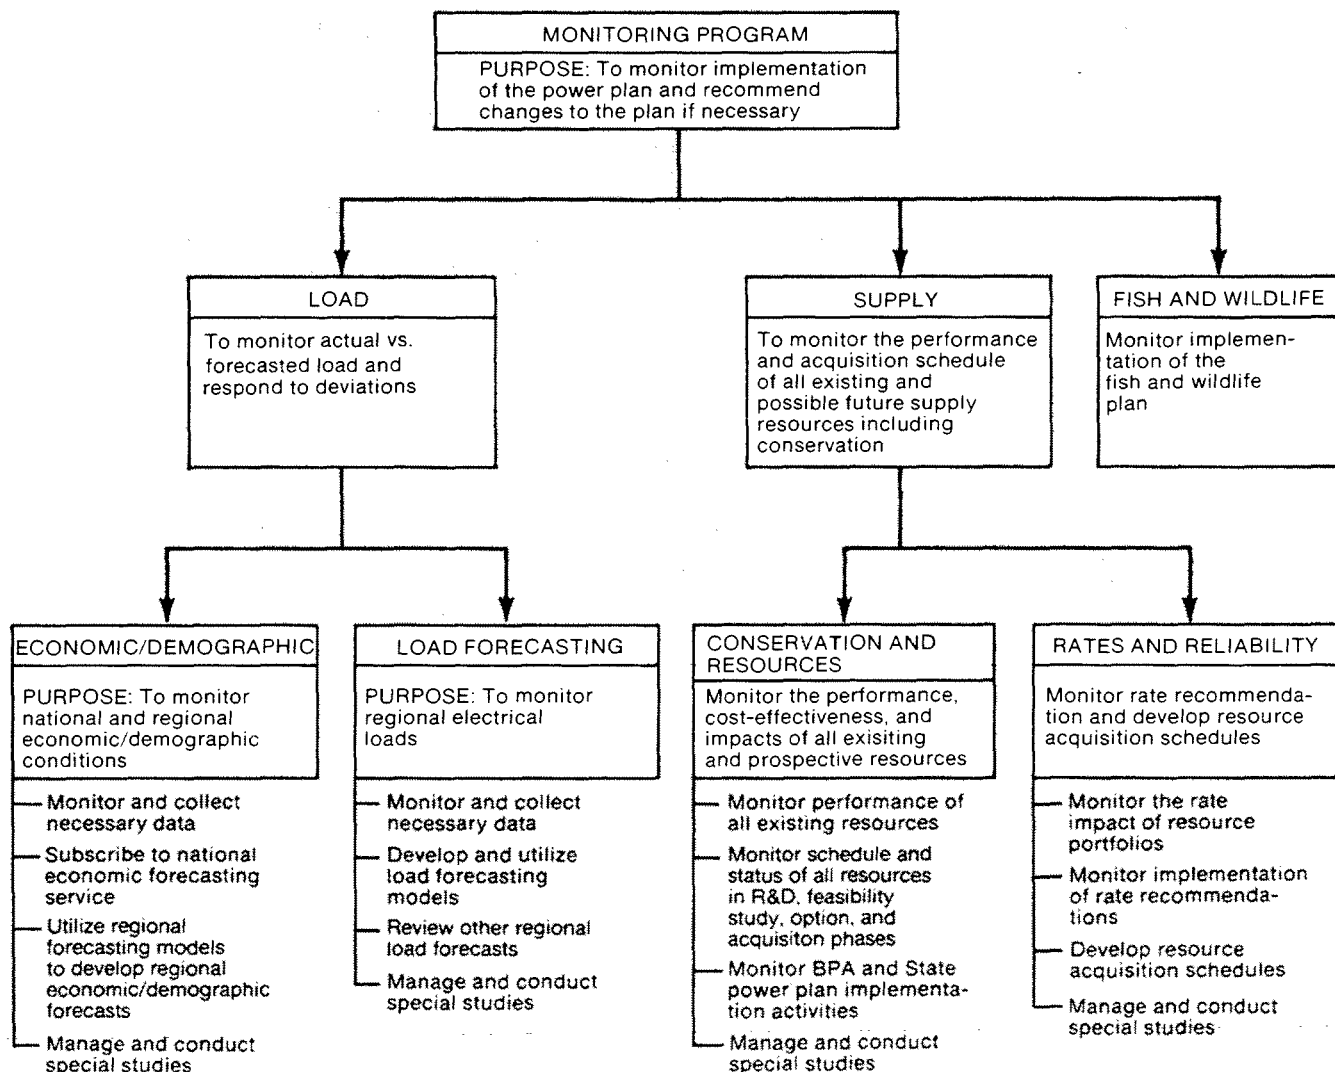 MONITORING PROGRAM
PURPOSE: To monitor implementation
of the power plan and recommend
changes to the plan if necessary
LOAD
To monitor actual vs.
forecasted load and
respond to deviations
SUPPLY
To monitor the performance
and acquisition schedule
of all existing and
possible future supply
resources including
conservation
FISH AND WILDLIFE
Monitor implemen-
tation of the
fish and wildlife
plan
ECONOMIC/DEMOGRAPHIC
PURPOSE: To monitor
national and regional
economic/demographic
conditions
Monitor and collect
necessary data
Subscribe to national
economic forecasting
service
Utilize regional
forecasting models
to develop regional
economic/demographic
forecasts
Manage and conduct
special studies
LOAD FORECASTING
PURPOSE: To monitor
regional electrical
loads
Monitor and collect
necessary data
Develop and utilize
load forecasting
models
Review other regional
load forecasts
Manage and conduct
special studies
CONSERVATION AND
RESOURCES
Monitor the performance,
cost-effectiveness, and
impacts of all exisiting
and prospective resources
Monitor performance of
all existing resources
Monitor schedule and
status of all resources
in R&D, feasibility
study, option, and
acquisiton phases
Monitor BPA and State
power plan implementa-
tion activities
Manage and conduct
special studies
RATES AND RELIABILITY
Monitor rate recommenda-
tion and develop resource
acquisition schedules
Monitor the rate
impact of resource
portfolios
Monitor implementation
of rate recommenda-
tions
Develop resource
acquisition schedules
Manage and conduct
special studies